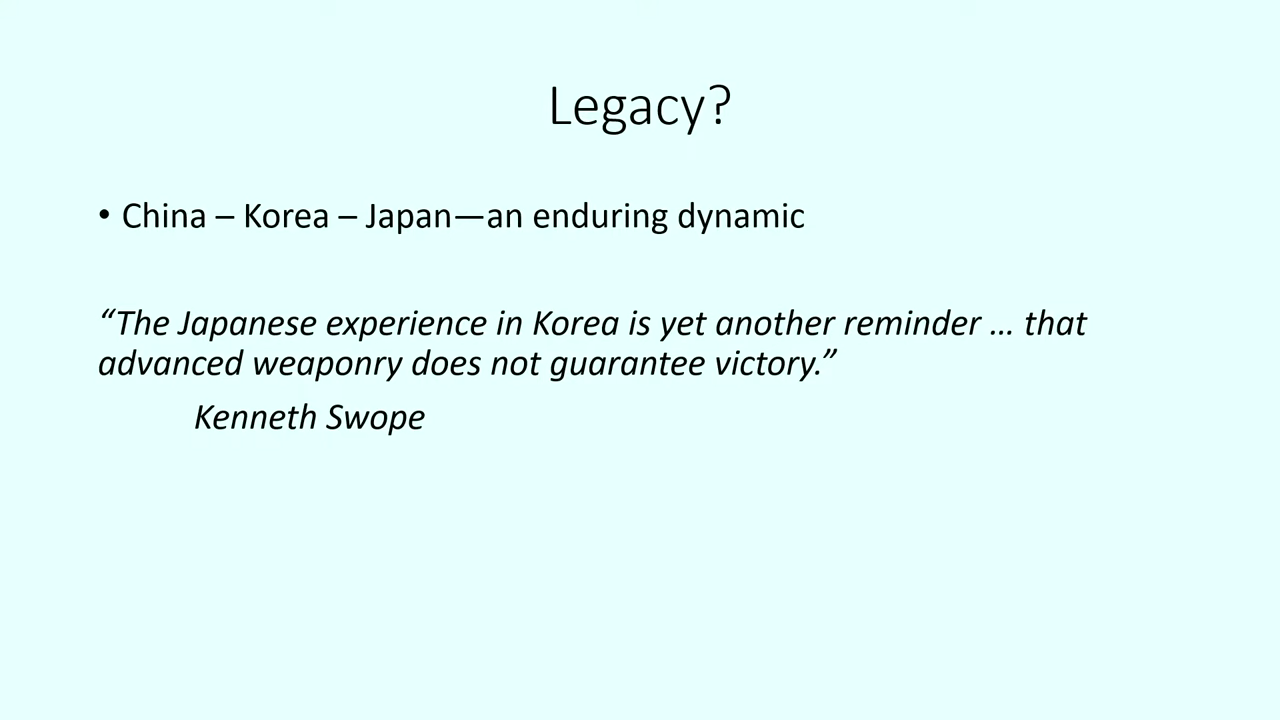 Legacy?
• China – Korea – Japan—an enduring dynamic
“The Japanese experience in Korea is yet another reminder … that
advanced weaponry does not guarantee victory.”
Kenneth Swope